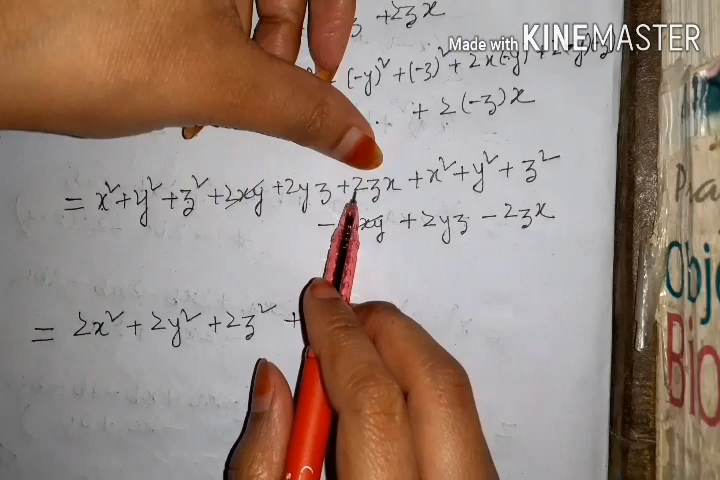 +2zx
Made with KINEMASTER
(-y)² + (-z)² + 2x(-y) +
+ 2(-z)x
= x² + y² + z² + 2xy + 2yz + 2zx + x² + y² + z²
- xy + 2yz - 2zx
= 2x² + 2y² + 2z² +
Obj
Bio